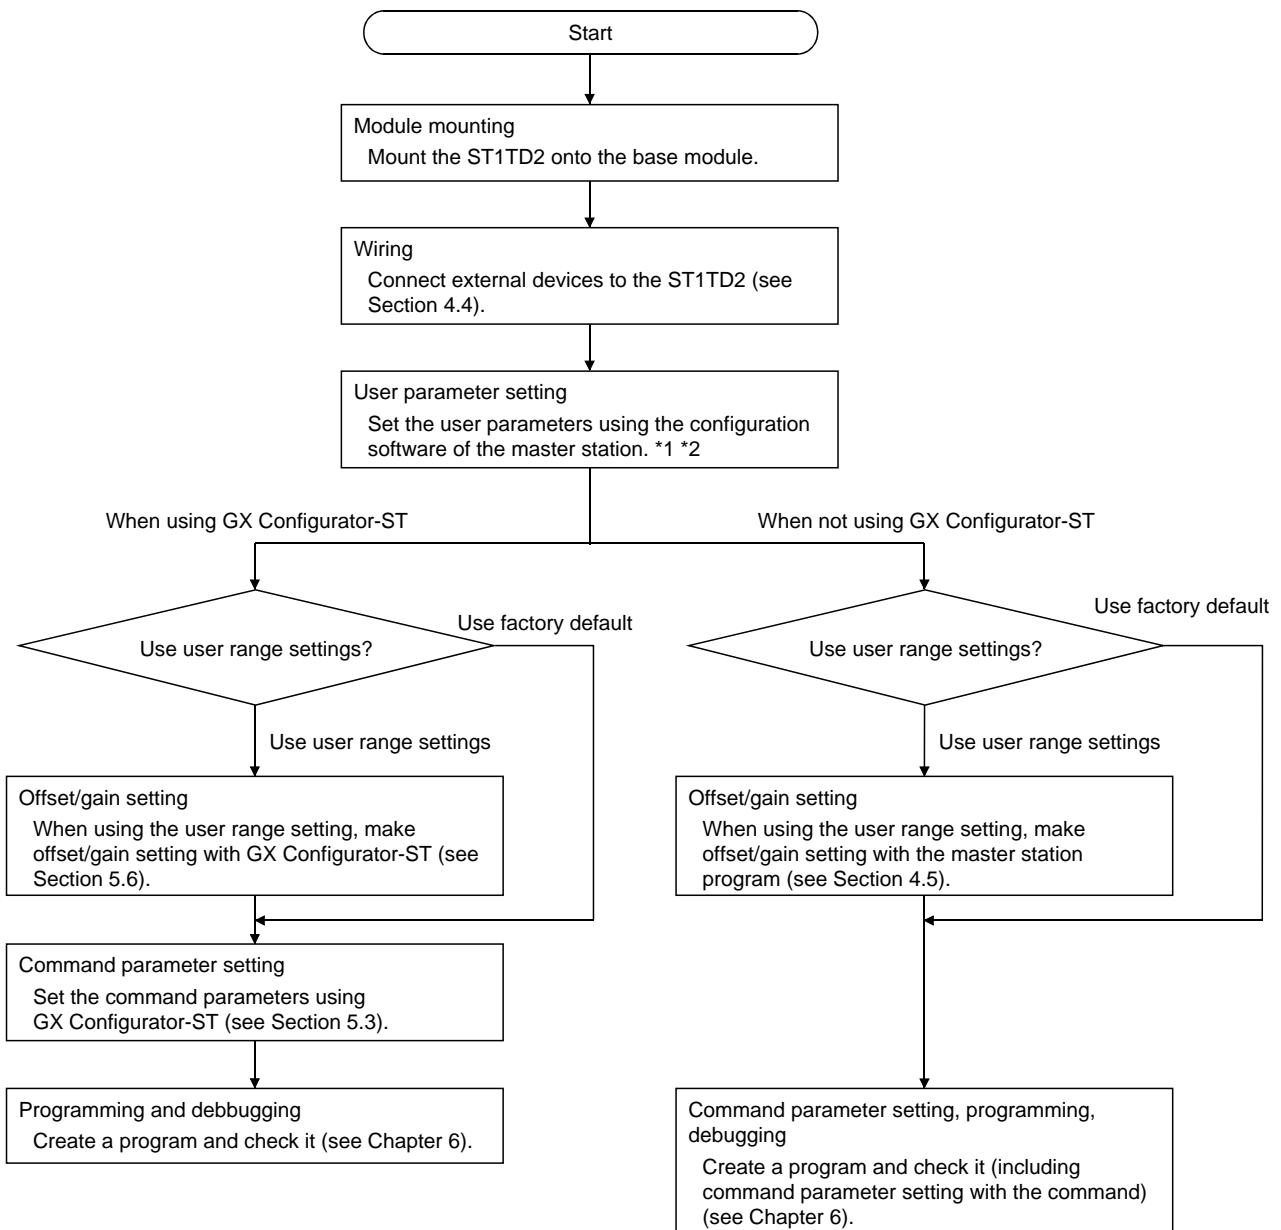 Start
Module mounting
Mount the ST1TD2 onto the base module.
Wiring
Connect external devices to the ST1TD2 (see
Section 4.4).
User parameter setting
Set the user parameters using the configuration
software of the master station. *1 *2
When using GX Configurator-ST
When not using GX Configurator-ST
Use user range settings?
Use factory default
Use user range settings
Offset/gain setting
When using the user range setting, make
offset/gain setting with GX Configurator-ST (see
Section 5.6).
Command parameter setting
Set the command parameters using
GX Configurator-ST (see Section 5.3).
Programming and debbugging
Create a program and check it (see Chapter 6).
Use user range settings?
Use factory default
Use user range settings
Offset/gain setting
When using the user range setting, make
offset/gain setting with the master station
program (see Section 4.5).
Command parameter setting, programming,
debugging
Create a program and check it (including
command parameter setting with the command)
(see Chapter 6).